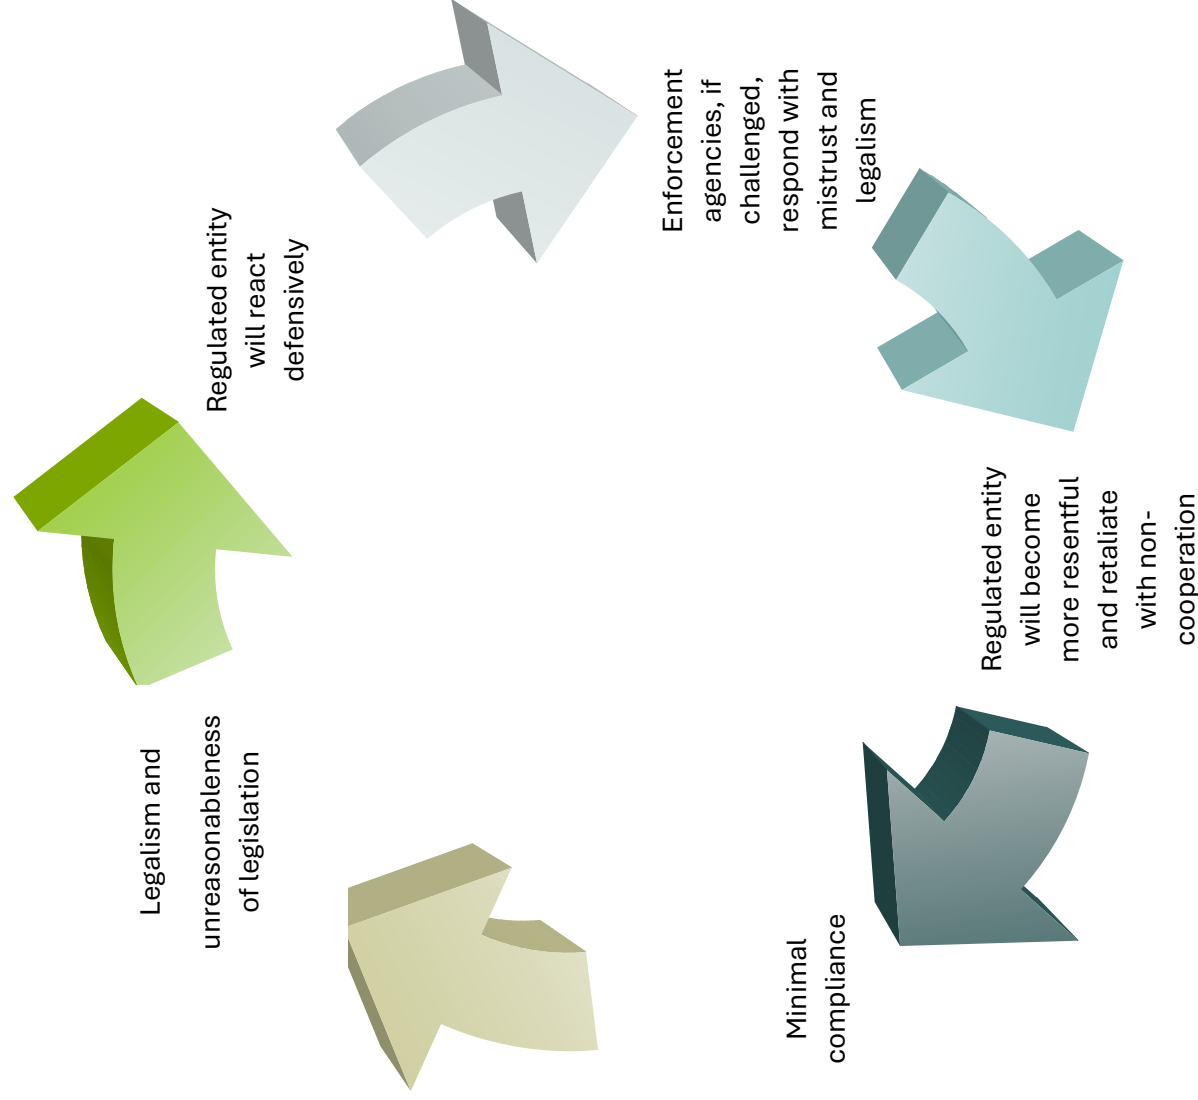 Legalism and
unreasonableness
of legislation
Regulated entity
will react
defensively
Enforcement
agencies, if
challenged,
respond with
mistrust and
legalism
Regulated entity
will become
more resentful
and retaliate
with non-
cooperation
Minimal
compliance